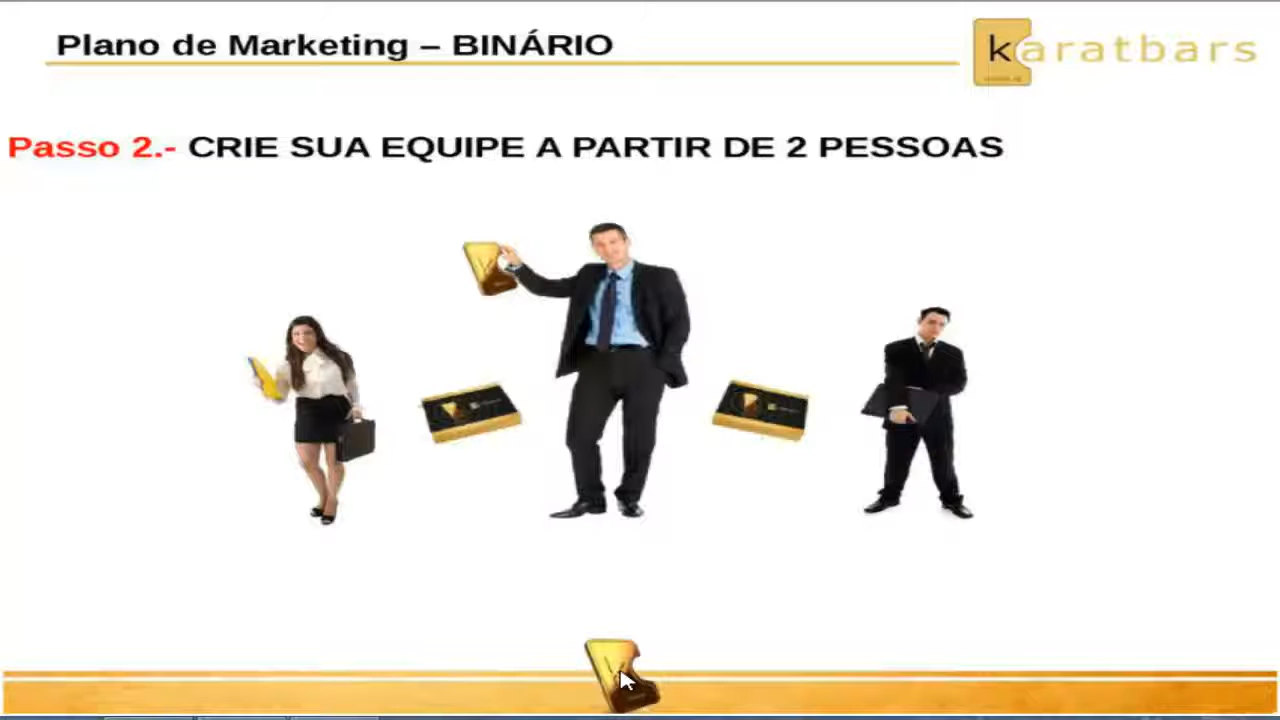 Plano de Marketing – BINÁRIO
karatbars
Passo 2.- CRIE SUA EQUIPE A PARTIR DE 2 PESSOAS